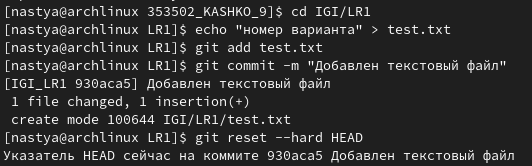 [nastya@archlinux 353502_KASHKO_9]$ cd IGI/LR1
[nastya@archlinux LR1]$ echo "номер варианта" > test.txt
[nastya@archlinux LR1]$ git add test.txt
[nastya@archlinux LR1]$ git commit -m "Добавлен текстовый файл"
[IGI_LR1 930aca5] Добавлен текстовый файл
 1 file changed, 1 insertion(+)
 create mode 100644 IGI/LR1/test.txt
[nastya@archlinux LR1]$ git reset --hard HEAD
Указатель HEAD сейчас на коммите 930aca5 Добавлен текстовый файл